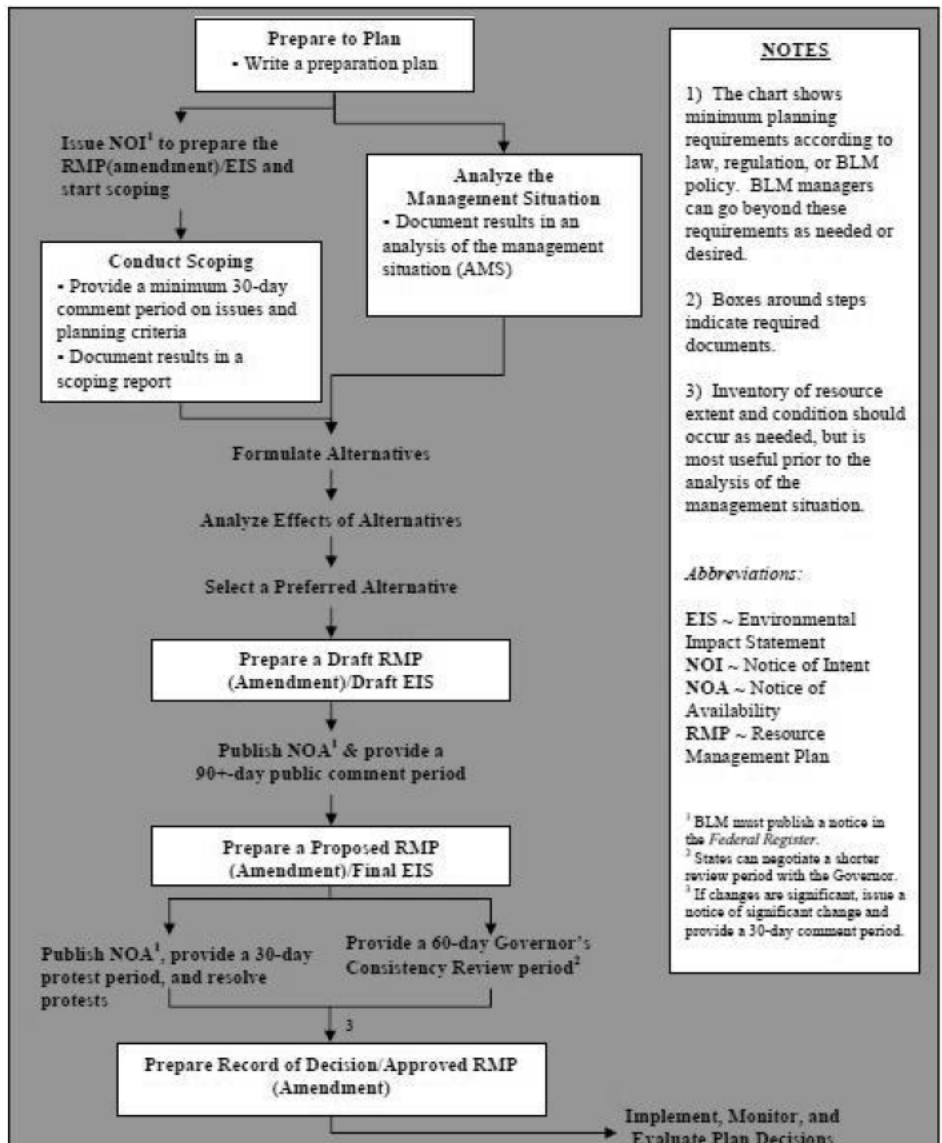 Prepare to Plan
▪ Write a preparation plan
Issue NOI¹ to prepare the
RMP(amendment)/EIS and
start scoping
Analyze the
Management Situation
▪ Document results in an
analysis of the management
situation (AMS)
Conduct Scoping
▪ Provide a minimum 30-day
comment period on issues and
planning criteria
▪ Document results in a
scoping report
Formulate Alternatives
Analyze Effects of Alternatives
Select a Preferred Alternative
Prepare a Draft RMP
(Amendment)/Draft EIS
Publish NOA¹ & provide a
90+-day public comment period
Prepare a Proposed RMP
(Amendment)/Final EIS
Publish NOA¹, provide a 30-day
protest period, and resolve
protests
Provide a 60-day Governor's
Consistency Review period²
3
Prepare Record of Decision/Approved RMP
(Amendment)
Implement, Monitor, and
Evaluate Plan Decisions
NOTES
1) The chart shows
minimum planning
requirements according to
law, regulation, or BLM
policy. BLM managers
can go beyond these
requirements as needed or
desired.
2) Boxes around steps
indicate required
documents.
3) Inventory of resource
extent and condition should
occur as needed, but is
most useful prior to the
analysis of the
management situation.
Abbreviations:
EIS ~ Environmental
Impact Statement
NOI ~ Notice of Intent
NOA ~ Notice of
Availability
RMP ~ Resource
Management Plan
¹ BLM must publish a notice in
the Federal Register.
² States can negotiate a shorter
review period with the Governor.
³ If changes are significant, issue a
notice of significant change and
provide a 30-day comment period.